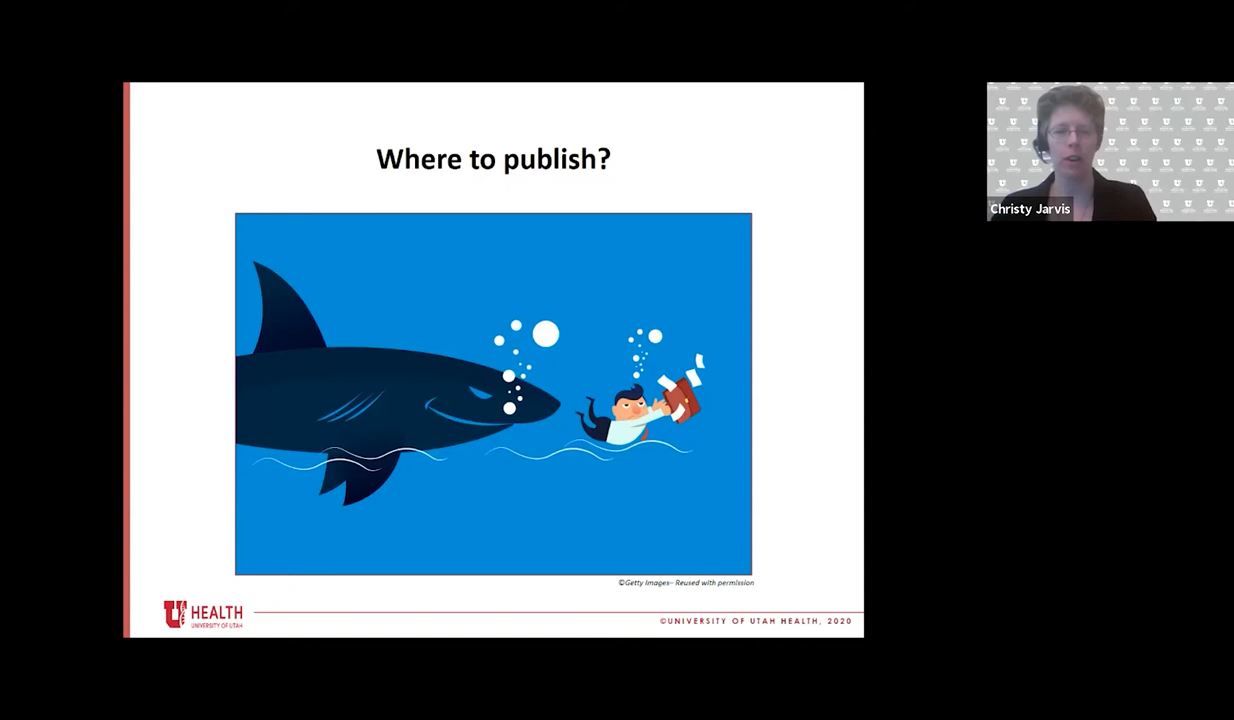 Where to publish?
Christy Jarvis
©Getty Images– Reused with permission
U HEALTH
UNIVERSITY OF UTAH
©UNIVERSITY OF UTAH HEALTH, 2020